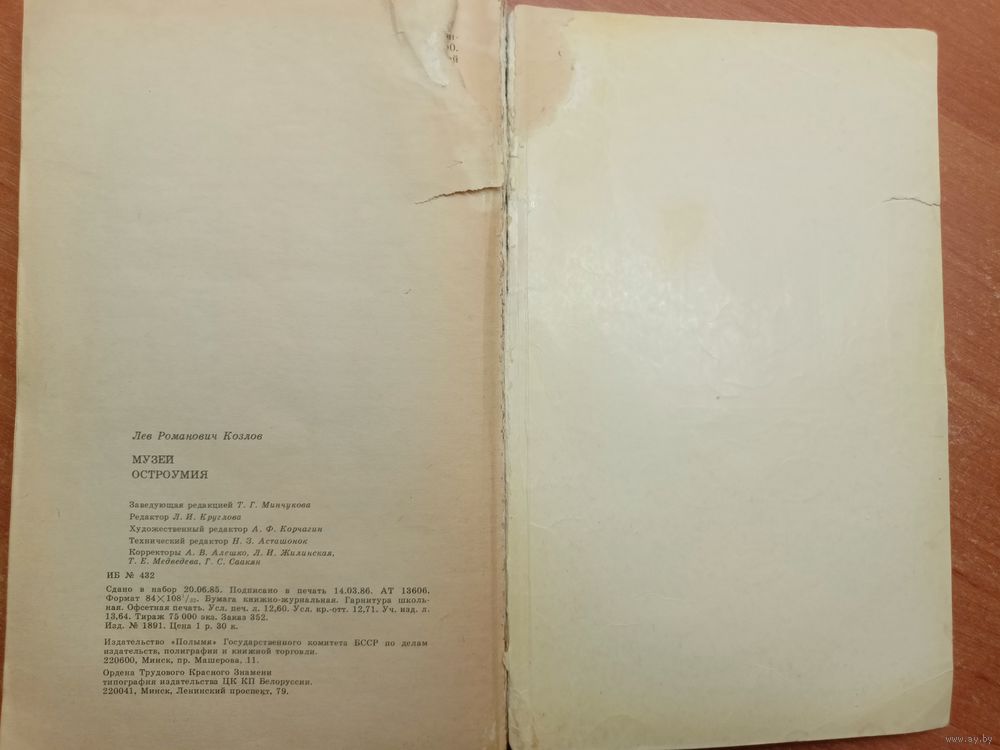 ш-
О.
й
Лев Романович Козлов
МУЗЕЙ
ОСТРОУМИЯ
Заведующая редакцией Т. Г. Минчукова
Редактор Л. И. Круглова
Художественный редактор А. Ф. Корчагин
Технический редактор Н. З. Асташонок
Корректоры А. В. Алешко, Л. И. Жилинская,
Т. Е. Медведева, Г. С. Саакян
ИБ № 432
Сдано в набор 20.06.85. Подписано в печать 14.03.86. АТ 13606.
Формат 84×108¹/₃₂. Бумага книжно-журнальная. Гарнитура школь-
ная. Офсетная печать. Усл. печ. л. 12,60. Усл. кр.-отт. 12,71. Уч. изд. л.
13,64. Тираж 75 000 экз. Заказ 352.
Изд. № 1891. Цена 1 р. 30 к.
Издательство «Полымя» Государственного комитета БССР по делам
издательств, полиграфии и книжной торговли.
220600, Минск, пр. Машерова, 11.
Ордена Трудового Красного Знамени
типография издательства ЦК КП Белоруссии.
220041, Минск, Ленинский проспект, 79.
www.ay.by